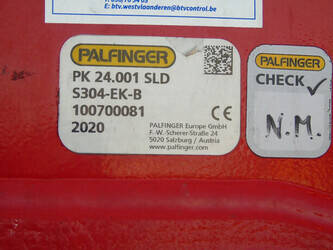 E. btv.westvlaanderen@btvcontrol.be
PALFINGER
PK 24.001 SLD
S304-EK-B
100700081
2020
CE
PALFINGER Europe GmbH
F.-W.-Scherer-Straße 24
5020 Salzburg / Austria
www.palfinger.com
PALFINGER
CHECK
N.M.